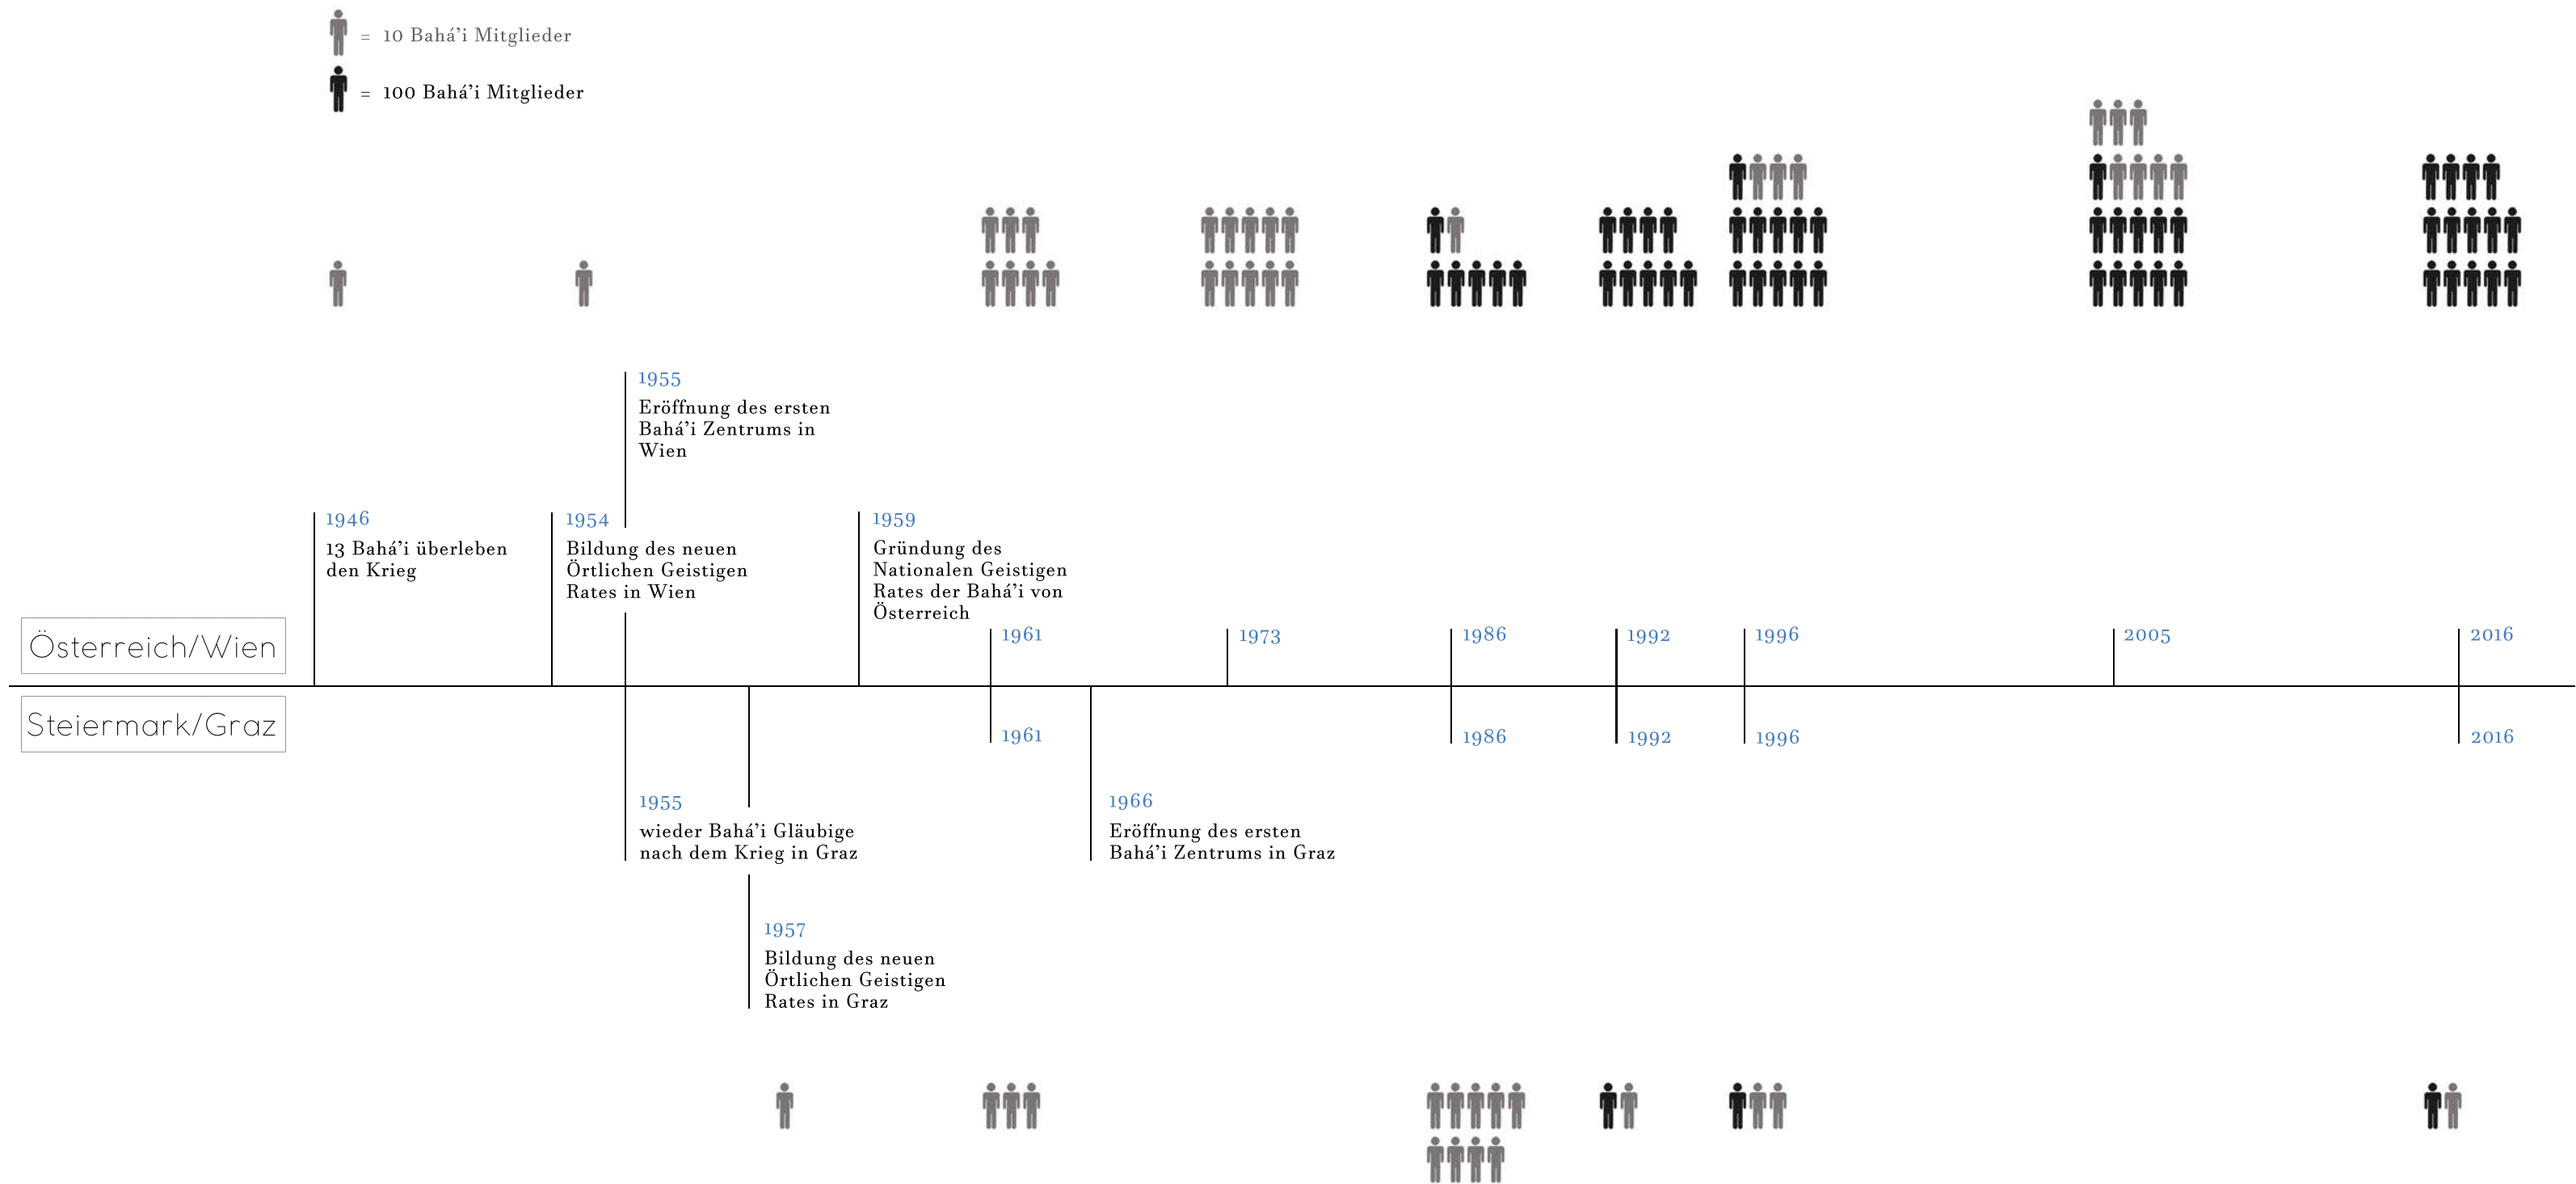 = 10 Bahá'i Mitglieder
= 100 Bahá'i Mitglieder
1955
Eröffnung des ersten
Bahá'i Zentrums in
Wien
1946
13 Bahá'i überleben
den Krieg
1954
Bildung des neuen
Örtlichen Geistigen
Rates in Wien
1959
Gründung des
Nationalen Geistigen
Rates der Bahá'i von
Österreich
Österreich/Wien
1961
1973
1986
1992
1996
2005
2016
Steiermark/Graz
1961
1986
1992
1996
2016
1955
wieder Bahá'i Gläubige
nach dem Krieg in Graz
1966
Eröffnung des ersten
Bahá'i Zentrums in Graz
1957
Bildung des neuen
Örtlichen Geistigen
Rates in Graz